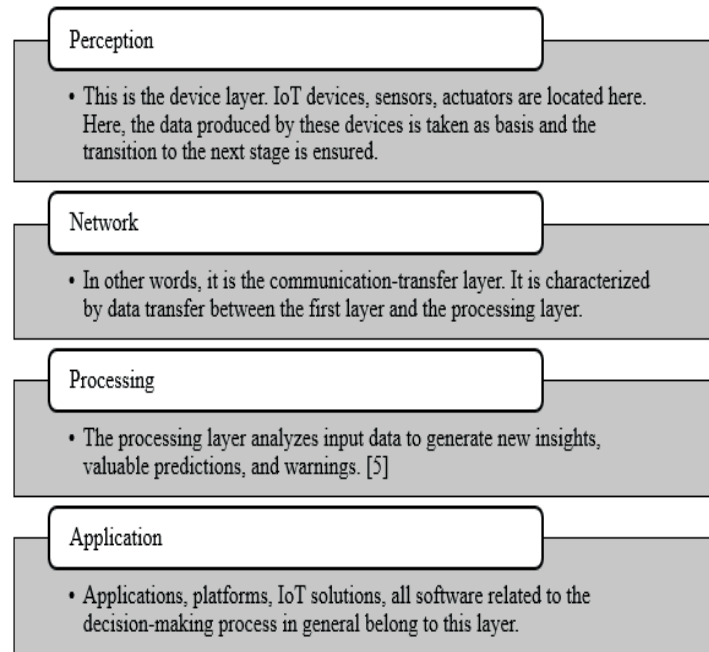 Perception
• This is the device layer. IoT devices, sensors, actuators are located here.
Here, the data produced by these devices is taken as basis and the
transition to the next stage is ensured.
Network
• In other words, it is the communication-transfer layer. It is characterized
by data transfer between the first layer and the processing layer.
Processing
• The processing layer analyzes input data to generate new insights,
valuable predictions, and warnings. [5]
Application
• Applications, platforms, IoT solutions, all software related to the
decision-making process in general belong to this layer.